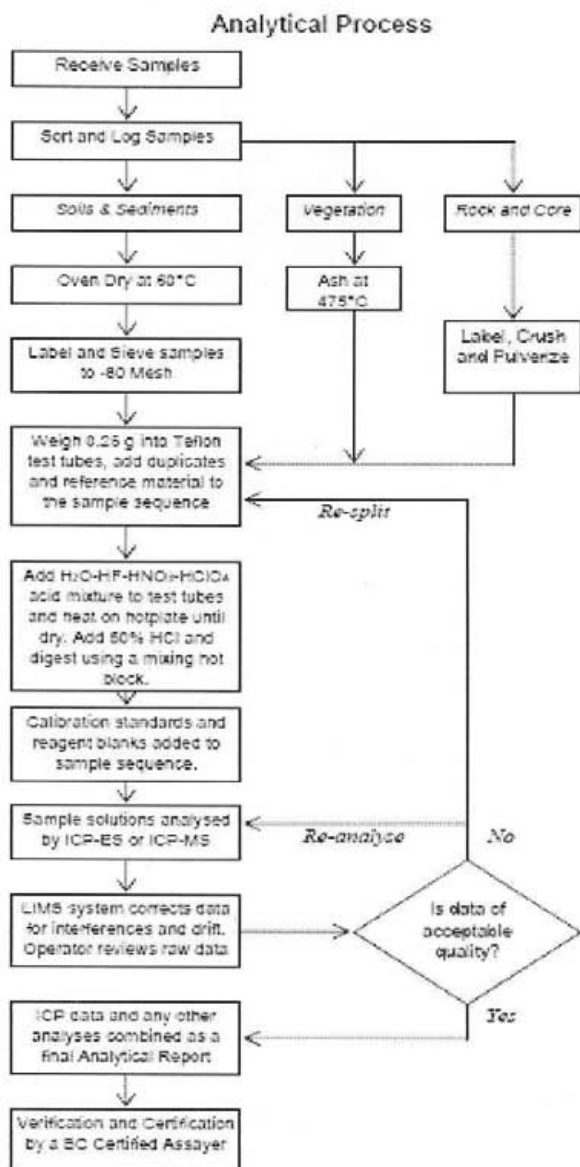 Analytical Process
Receive Samples
Sort and Log Samples
Soils & Sediments
Vegetation
Rock and Core
Oven Dry at 60°C
Ash at
475°C
Label and Sieve samples
to -80 Mesh
Label, Crush
and Pulverize
Weigh 0.25 g into Teflon
test tubes, add duplicates
and reference material to
the sample sequence
Re-split
Add H₂O-HF-HNO₃-HClO₄
acid mixture to test tubes
and heat on hotplate until
dry. Add 50% HCl and
digest using a mixing hot
block.
Calibration standards and
reagent blanks added to
sample sequence.
Sample solutions analysed
by ICP-ES or ICP-MS
Re-analyse
No
LIMS system corrects data
for interferences and drift.
Operator reviews raw data
Is data of
acceptable
quality?
Yes
ICP data and any other
analyses combined as a
final Analytical Report
Verification and Certification
by a BC Certified Assayer